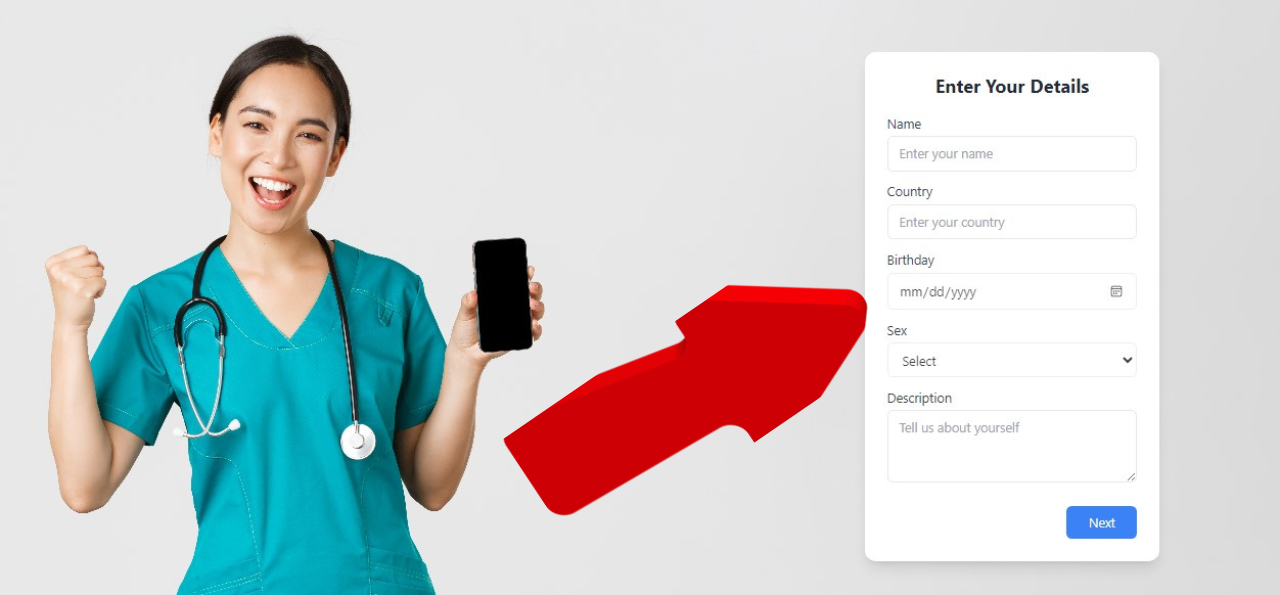 Enter Your Details
Name
Enter your name
Country
Enter your country
Birthday
mm/dd/yyyy
Sex
Select
Description
Tell us about yourself
Next